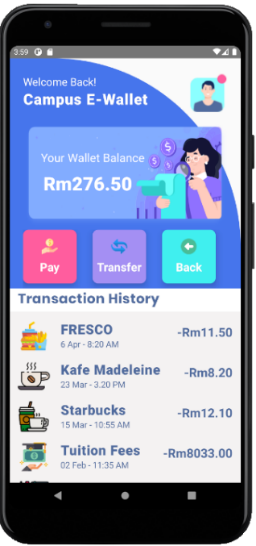 3:59
Welcome Back!
Campus E-Wallet
Your Wallet Balance
Rm276.50
Pay
Transfer
Back
Transaction History
FRESCO
-Rm11.50
6 Apr - 8:20 AM
Kafe Madeleine
-Rm8.20
23 Mar - 3.20 PM
Starbucks
-Rm12.10
15 Mar - 10:55 AM
Tuition Fees
-Rm8033.00
02 Feb - 11:35 AM